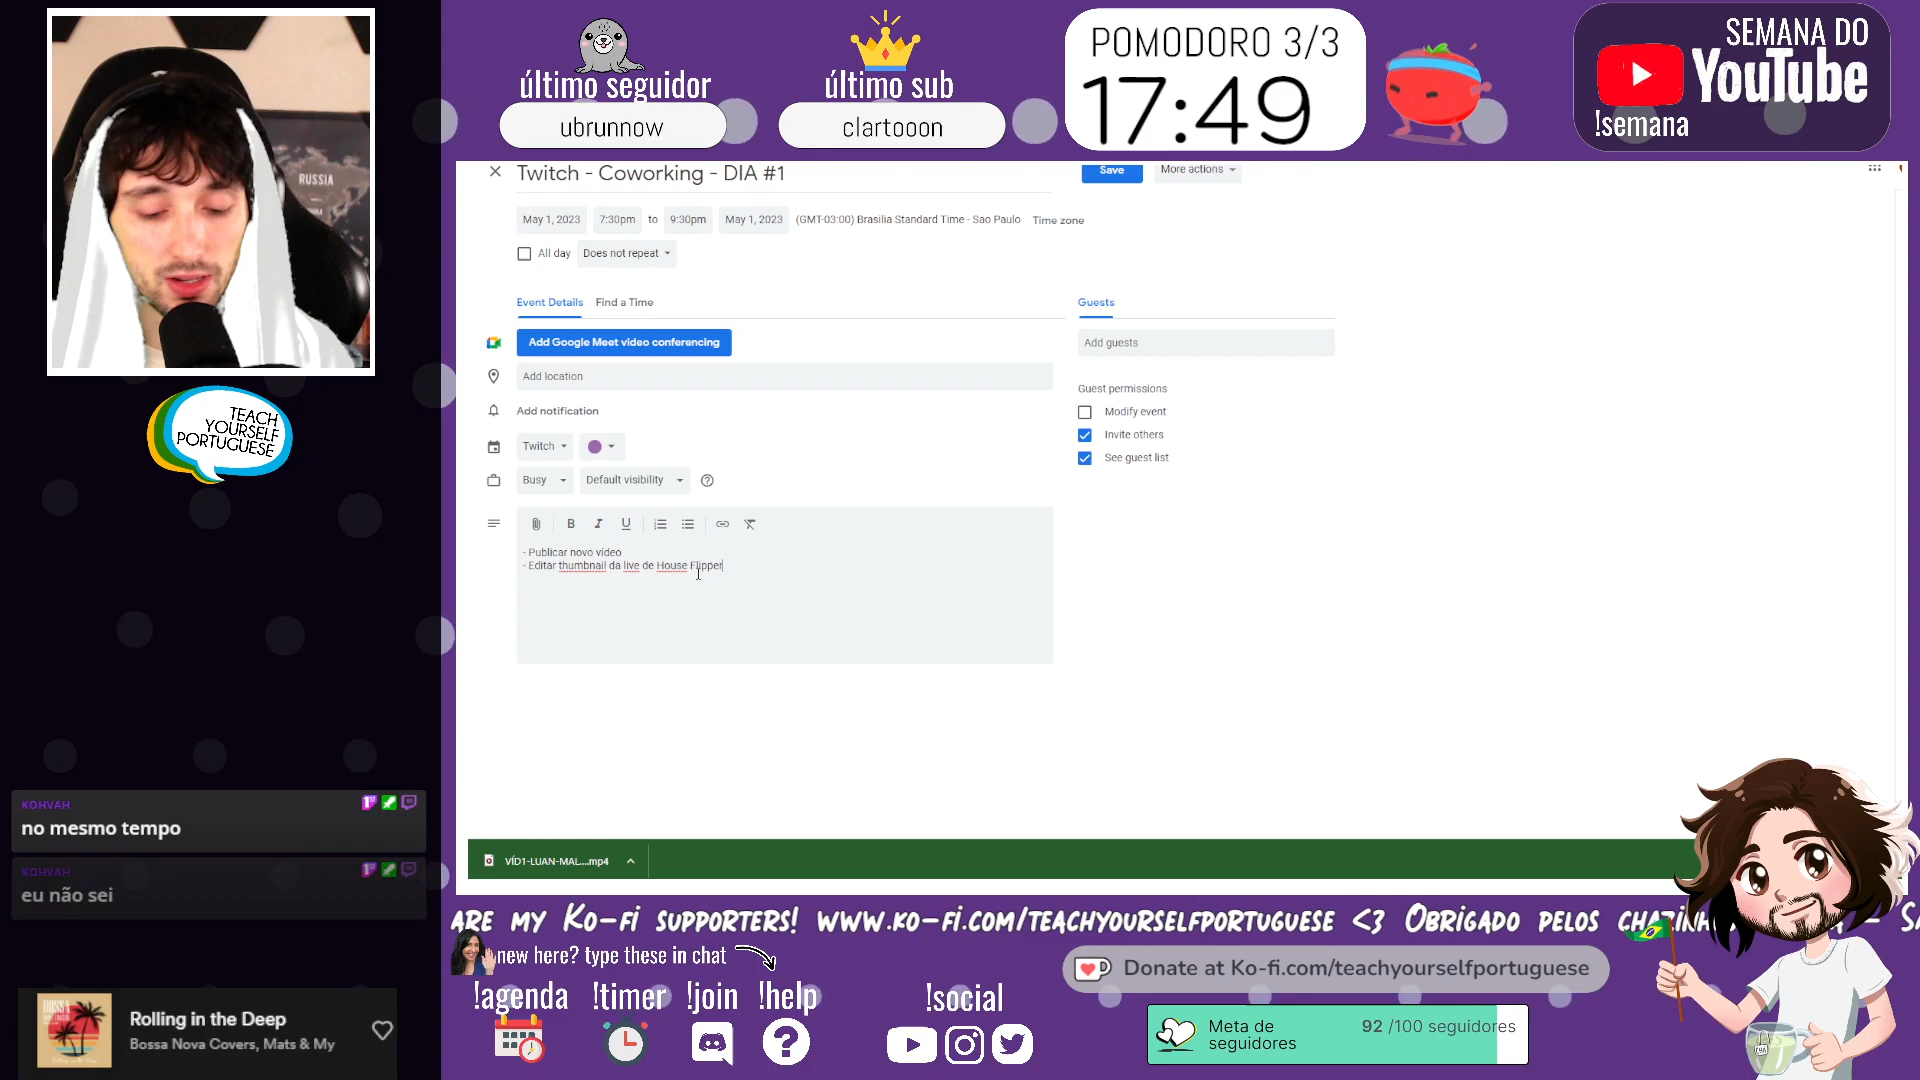 RUSSIA
TEACH
YOURSELF
PORTUGUESE
último seguidor
ubrunnow
último sub
clartooon
POMODORO 3/3
17:49
SEMANA DO
YouTube
!semana
Twitch - Coworking - DIA #1
Save
More actions
May 1, 2023 7:30pm to 9:30pm May 1, 2023 (GMT-03:00) Brasilia Standard Time - Sao Paulo Time zone
All day Does not repeat
Event Details Find a Time
Guests
Add Google Meet video conferencing
Add guests
Add location
Guest permissions
Add notification
Modify event
Invite others
See guest list
Twitch
Busy Default visibility
B I U
- Publicar novo vídeo
- Editar thumbnail da live de House Flipper
VÍD1-LUAN-MAL....mp4
KOHVAH
no mesmo tempo
KOHVAH
eu não sei
ARE MY KO-FI SUPPORTERS! WWW.KO-FI.COM/TEACHYOURSELFPORTUGUESE <3 OBRIGADO PELOS
new here? type these in chat
!agenda !timer !join !help
!social
Donate at Ko-fi.com/teachyourselfportuguese
Meta de
seguidores
92 /100 seguidores
Rolling in the Deep
Bossa Nova Covers, Mats & My